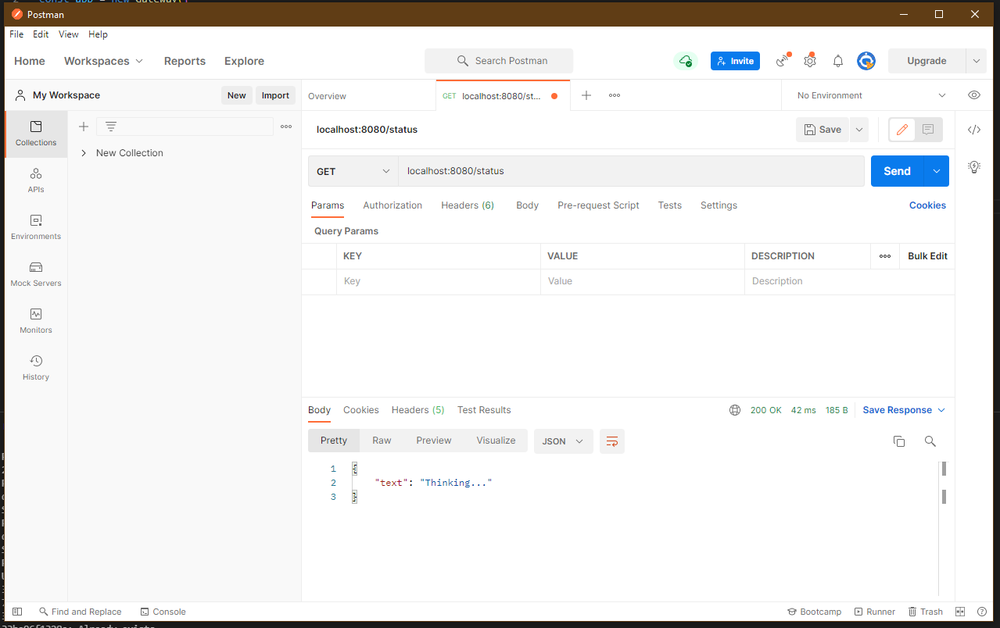 Postman
File Edit View Help
Home Workspaces Reports Explore Search Postman Invite Upgrade
My Workspace New Import Overview GET localhost:8080/st... No Environment
Collections
APIs
Environments
Mock Servers
Monitors
History
New Collection
localhost:8080/status Save
GET localhost:8080/status Send
Params Authorization Headers (6) Body Pre-request Script Tests Settings Cookies
Query Params
KEY VALUE DESCRIPTION Bulk Edit
Key Value Description
Body Cookies Headers (5) Test Results 200 OK 42 ms 185 B Save Response
Pretty Raw Preview Visualize JSON
1 {
2 "text": "Thinking..."
3 }
Find and Replace Console Bootcamp Runner Trash